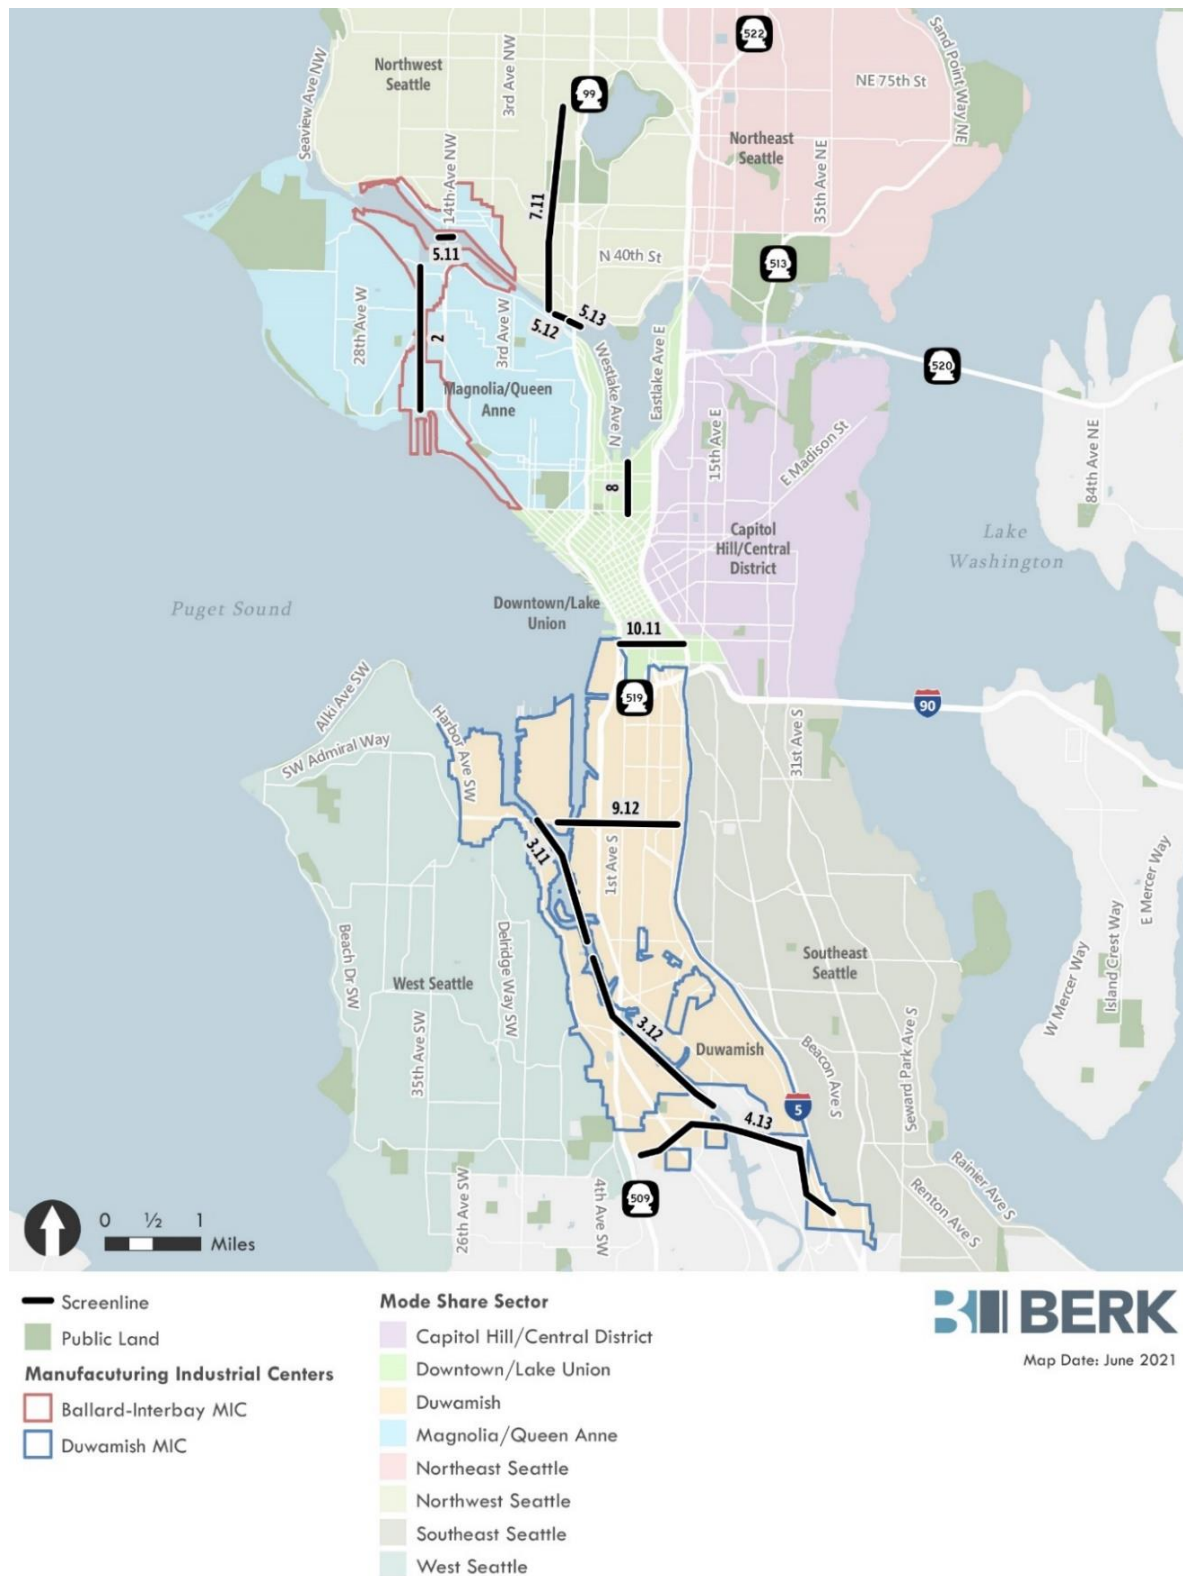 522
Sand Point Way NE
Northwest
Seattle
3rd Ave NW
Seaview Ave NW
99
NE 75th St
Northeast
Seattle
35th Ave NE
14th Ave NW
7.11
5.11
N 40th St
513
5.13
5.12
28th Ave W
2
3rd Ave W
Westlake Ave N
Eastlake Ave E
520
Magnolia/Queen
Anne
15th Ave E
E Madison St
84th Ave NE
8
Capitol
Hill/Central
District
Lake
Washington
Puget Sound
Downtown/Lake
Union
10.11
519
90
Alki Ave SW
Harbor Ave SW
SW Admiral Way
31st Ave S
9.12
3.11
1st Ave S
E Mercer Way
Island Crest Way
W Mercer Way
Beach Dr SW
West Seattle
Delridge Way SW
35th Ave SW
Southeast
Seattle
3.12
Duwamish
Beacon Ave S
Seward Park Ave S
5
4.13
Rainier Ave S
Renton Ave S
26th Ave SW
4th Ave SW
509
0 ½ 1
Miles
Screenline
Public Land
Manufacuturing Industrial Centers
Ballard-Interbay MIC
Duwamish MIC
Mode Share Sector
Capitol Hill/Central District
Downtown/Lake Union
Duwamish
Magnolia/Queen Anne
Northeast Seattle
Northwest Seattle
Southeast Seattle
West Seattle
BERK
Map Date: June 2021